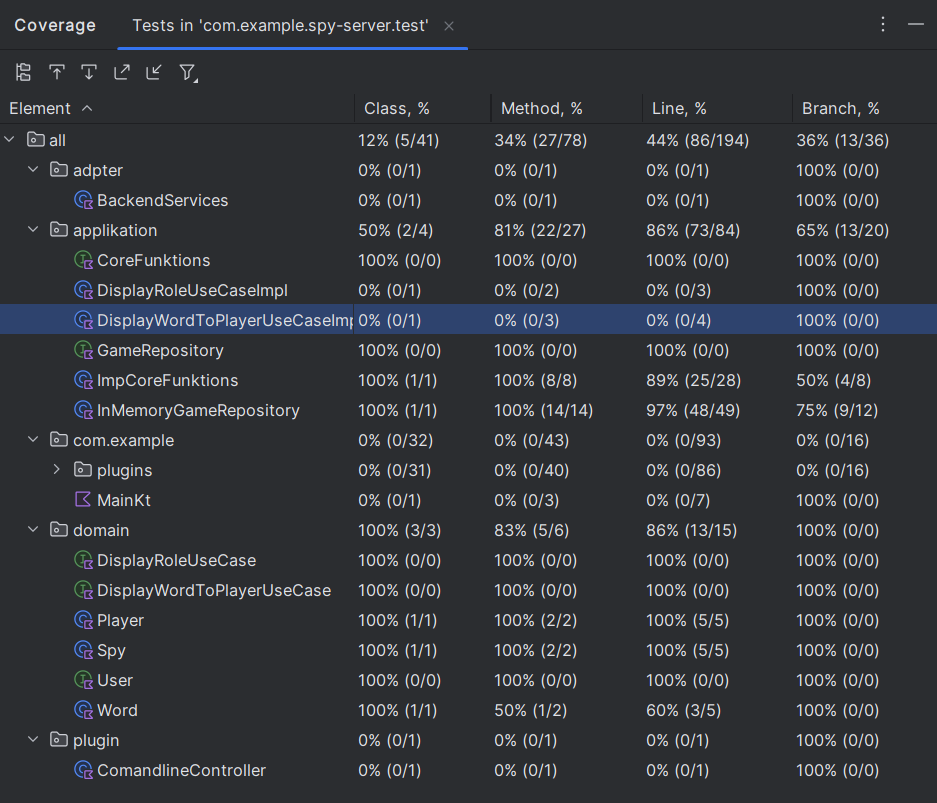 Coverage Tests in 'com.example.spy-server.test'
Element Class, % Method, % Line, % Branch, %
all 12% (5/41) 34% (27/78) 44% (86/194) 36% (13/36)
adpter 0% (0/1) 0% (0/1) 0% (0/1) 100% (0/0)
BackendServices 0% (0/1) 0% (0/1) 0% (0/1) 100% (0/0)
applikation 50% (2/4) 81% (22/27) 86% (73/84) 65% (13/20)
CoreFunktions 100% (0/0) 100% (0/0) 100% (0/0) 100% (0/0)
DisplayRoleUseCaseImpl 0% (0/1) 0% (0/2) 0% (0/3) 100% (0/0)
DisplayWordToPlayerUseCaseImp 0% (0/1) 0% (0/3) 0% (0/4) 100% (0/0)
GameRepository 100% (0/0) 100% (0/0) 100% (0/0) 100% (0/0)
ImpCoreFunktions 100% (1/1) 100% (8/8) 89% (25/28) 50% (4/8)
InMemoryGameRepository 100% (1/1) 100% (14/14) 97% (48/49) 75% (9/12)
com.example 0% (0/32) 0% (0/43) 0% (0/93) 0% (0/16)
plugins 0% (0/31) 0% (0/40) 0% (0/86) 0% (0/16)
MainKt 0% (0/1) 0% (0/3) 0% (0/7) 100% (0/0)
domain 100% (3/3) 83% (5/6) 86% (13/15) 100% (0/0)
DisplayRoleUseCase 100% (0/0) 100% (0/0) 100% (0/0) 100% (0/0)
DisplayWordToPlayerUseCase 100% (0/0) 100% (0/0) 100% (0/0) 100% (0/0)
Player 100% (1/1) 100% (2/2) 100% (5/5) 100% (0/0)
Spy 100% (1/1) 100% (2/2) 100% (5/5) 100% (0/0)
User 100% (0/0) 100% (0/0) 100% (0/0) 100% (0/0)
Word 100% (1/1) 50% (1/2) 60% (3/5) 100% (0/0)
plugin 0% (0/1) 0% (0/1) 0% (0/1) 100% (0/0)
ComandlineController 0% (0/1) 0% (0/1) 0% (0/1) 100% (0/0)